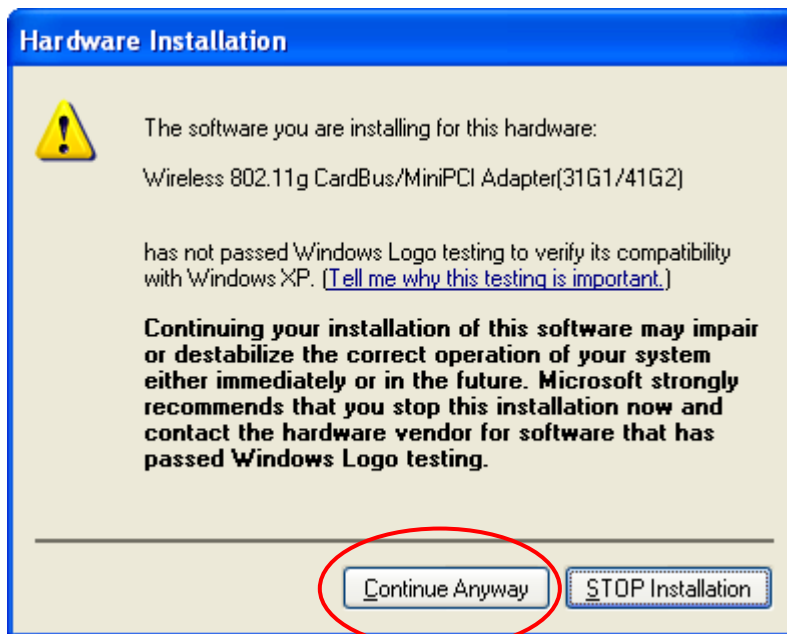 Hardware Installation
The software you are installing for this hardware:
Wireless 802.11g CardBus/MiniPCI Adapter(31G1/41G2)
has not passed Windows Logo testing to verify its compatibility
with Windows XP. (Tell me why this testing is important.)
Continuing your installation of this software may impair
or destabilize the correct operation of your system
either immediately or in the future. Microsoft strongly
recommends that you stop this installation now and
contact the hardware vendor for software that has
passed Windows Logo testing.
Continue Anyway
STOP Installation